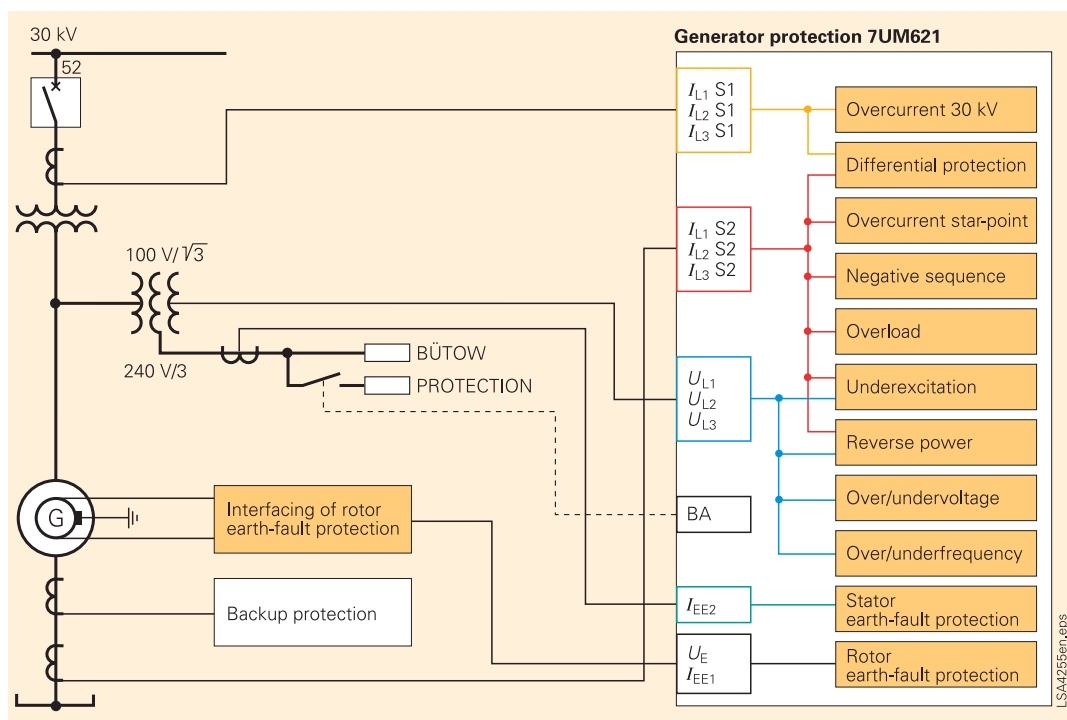 30 kV
52
100 V/√3
240 V/3
BÜTOW
PROTECTION
G
Interfacing of rotor
earth-fault protection
Backup protection
Generator protection 7UM621
IL1 S1
IL2 S1
IL3 S1
IL1 S2
IL2 S2
IL3 S2
UL1
UL2
UL3
BA
IEE2
UE
IEE1
Overcurrent 30 kV
Differential protection
Overcurrent star-point
Negative sequence
Overload
Underexcitation
Reverse power
Over/undervoltage
Over/underfrequency
Stator
earth-fault protection
Rotor
earth-fault protection
LSA4255en.eps